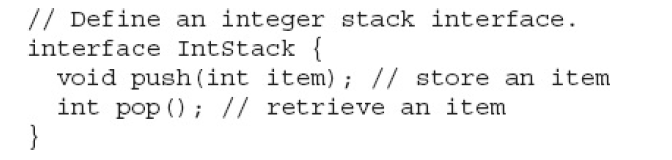 // Define an integer stack interface.
interface IntStack {
  void push(int item); // store an item
  int pop(); // retrieve an item
}